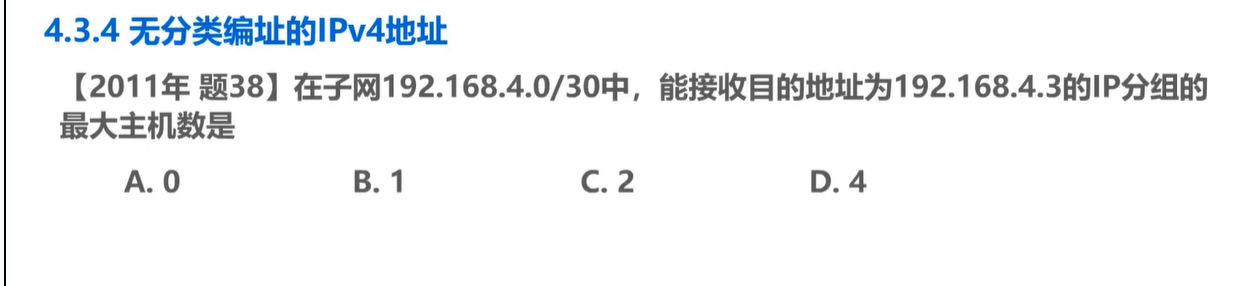 4.3.4 无分类编址的IPv4地址
【2011年 题38】在子网192.168.4.0/30中，能接收目的地址为192.168.4.3的IP分组的
最大主机数是
A. 0 B. 1 C. 2 D. 4